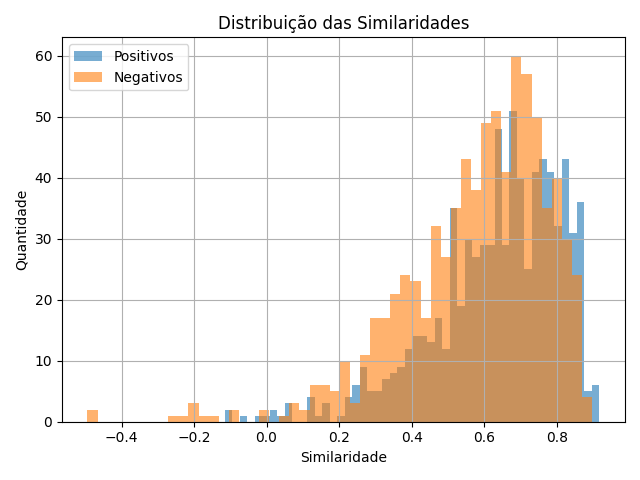 Distribuição das Similaridades
Positivos
Negativos
Quantidade
60
50
40
30
20
10
0
−0.4 −0.2 0.0 0.2 0.4 0.6 0.8
Similaridade